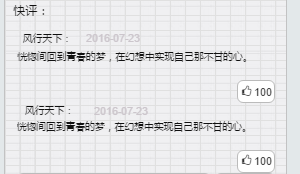 快评：
风行天下： 2016-07-23
恍惚间回到青春的梦，在幻想中实现自己那不甘的心。
100
风行天下： 2016-07-23
恍惚间回到青春的梦，在幻想中实现自己那不甘的心。
100